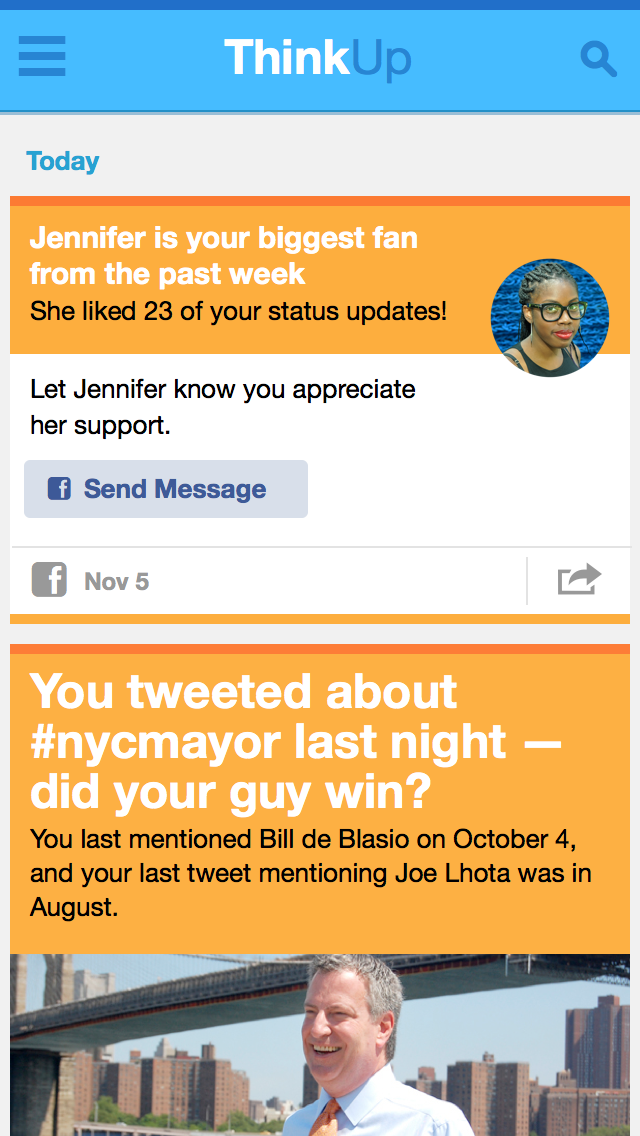 ThinkUp
Today
Jennifer is your biggest fan
from the past week
She liked 23 of your status updates!
Let Jennifer know you appreciate
her support.
Send Message
Nov 5
You tweeted about
#nycmayor last night —
did your guy win?
You last mentioned Bill de Blasio on October 4,
and your last tweet mentioning Joe Lhota was in
August.